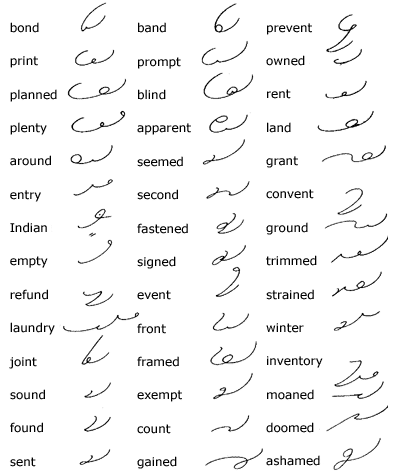 bond band prevent
print prompt owned
planned blind rent
plenty apparent land
around seemed grant
entry second convent
Indian fastened ground
empty signed trimmed
refund event strained
laundry front winter
joint framed inventory
sound exempt moaned
found count doomed
sent gained ashamed